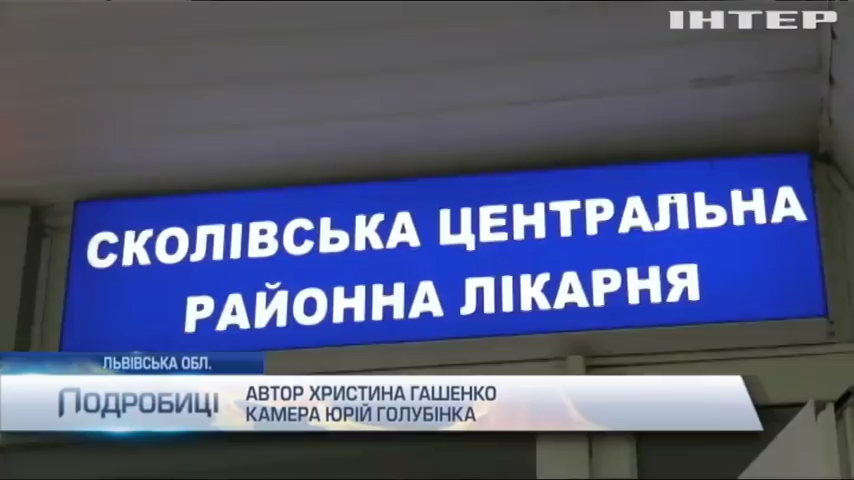 ІНТЕР
СКОЛІВСЬКА ЦЕНТРАЛЬНА
РАЙОННА ЛІКАРНЯ
ЛЬВІВСЬКА ОБЛ.
ПОДРОБИЦІ
АВТОР ХРИСТИНА ГАШЕНКО
КАМЕРА ЮРІЙ ГОЛУБІНКА